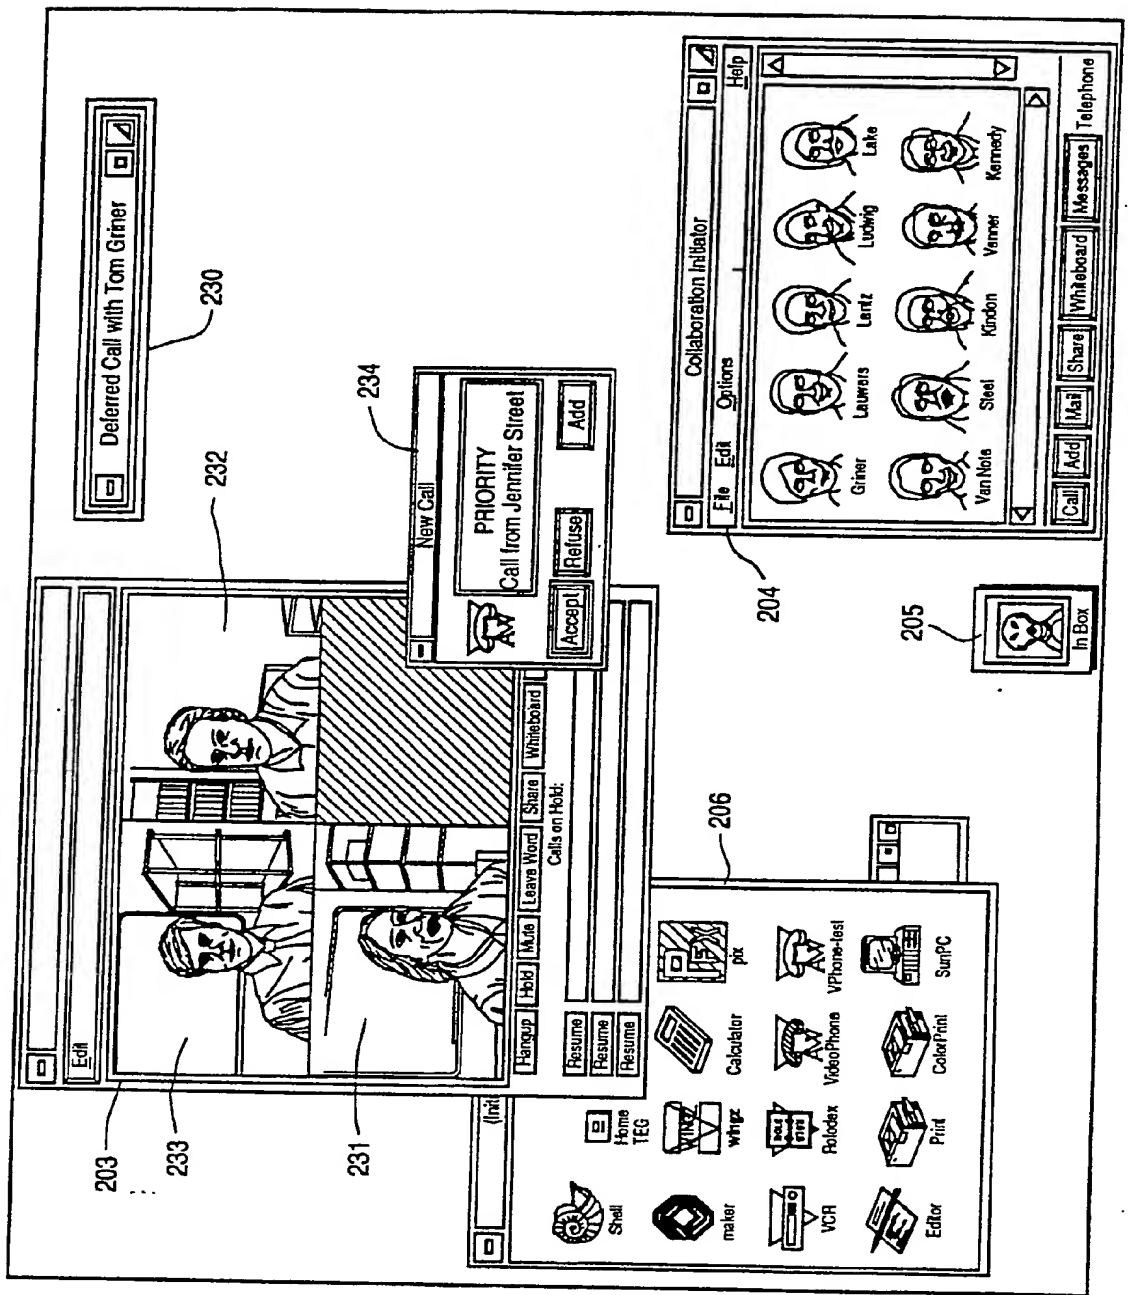 203
Edit
233
231
232
Hangup Hold Mute Leave Word Share Whiteboard
Calls on Hold:
Resume
Resume
Resume
Deferred Call with Tom Griner
230
234
New Call
PRIORITY
Call from Jennifer Street
Accept Refuse Add
Collaboration Initiator
File Edit Options Help
204
Griner Lauwers Lantz Ludwig Lake
Van Note Steel Kindon Venner Kennedy
Call Add Mail Share Whiteboard Messages Telephone
205
In Box
206
Shell
Home
TEG
maker wingz Calculator pix
WINGZ
VCR Rolodex VideoPhone VPhone-test
Editor Print ColorPrint SunPC